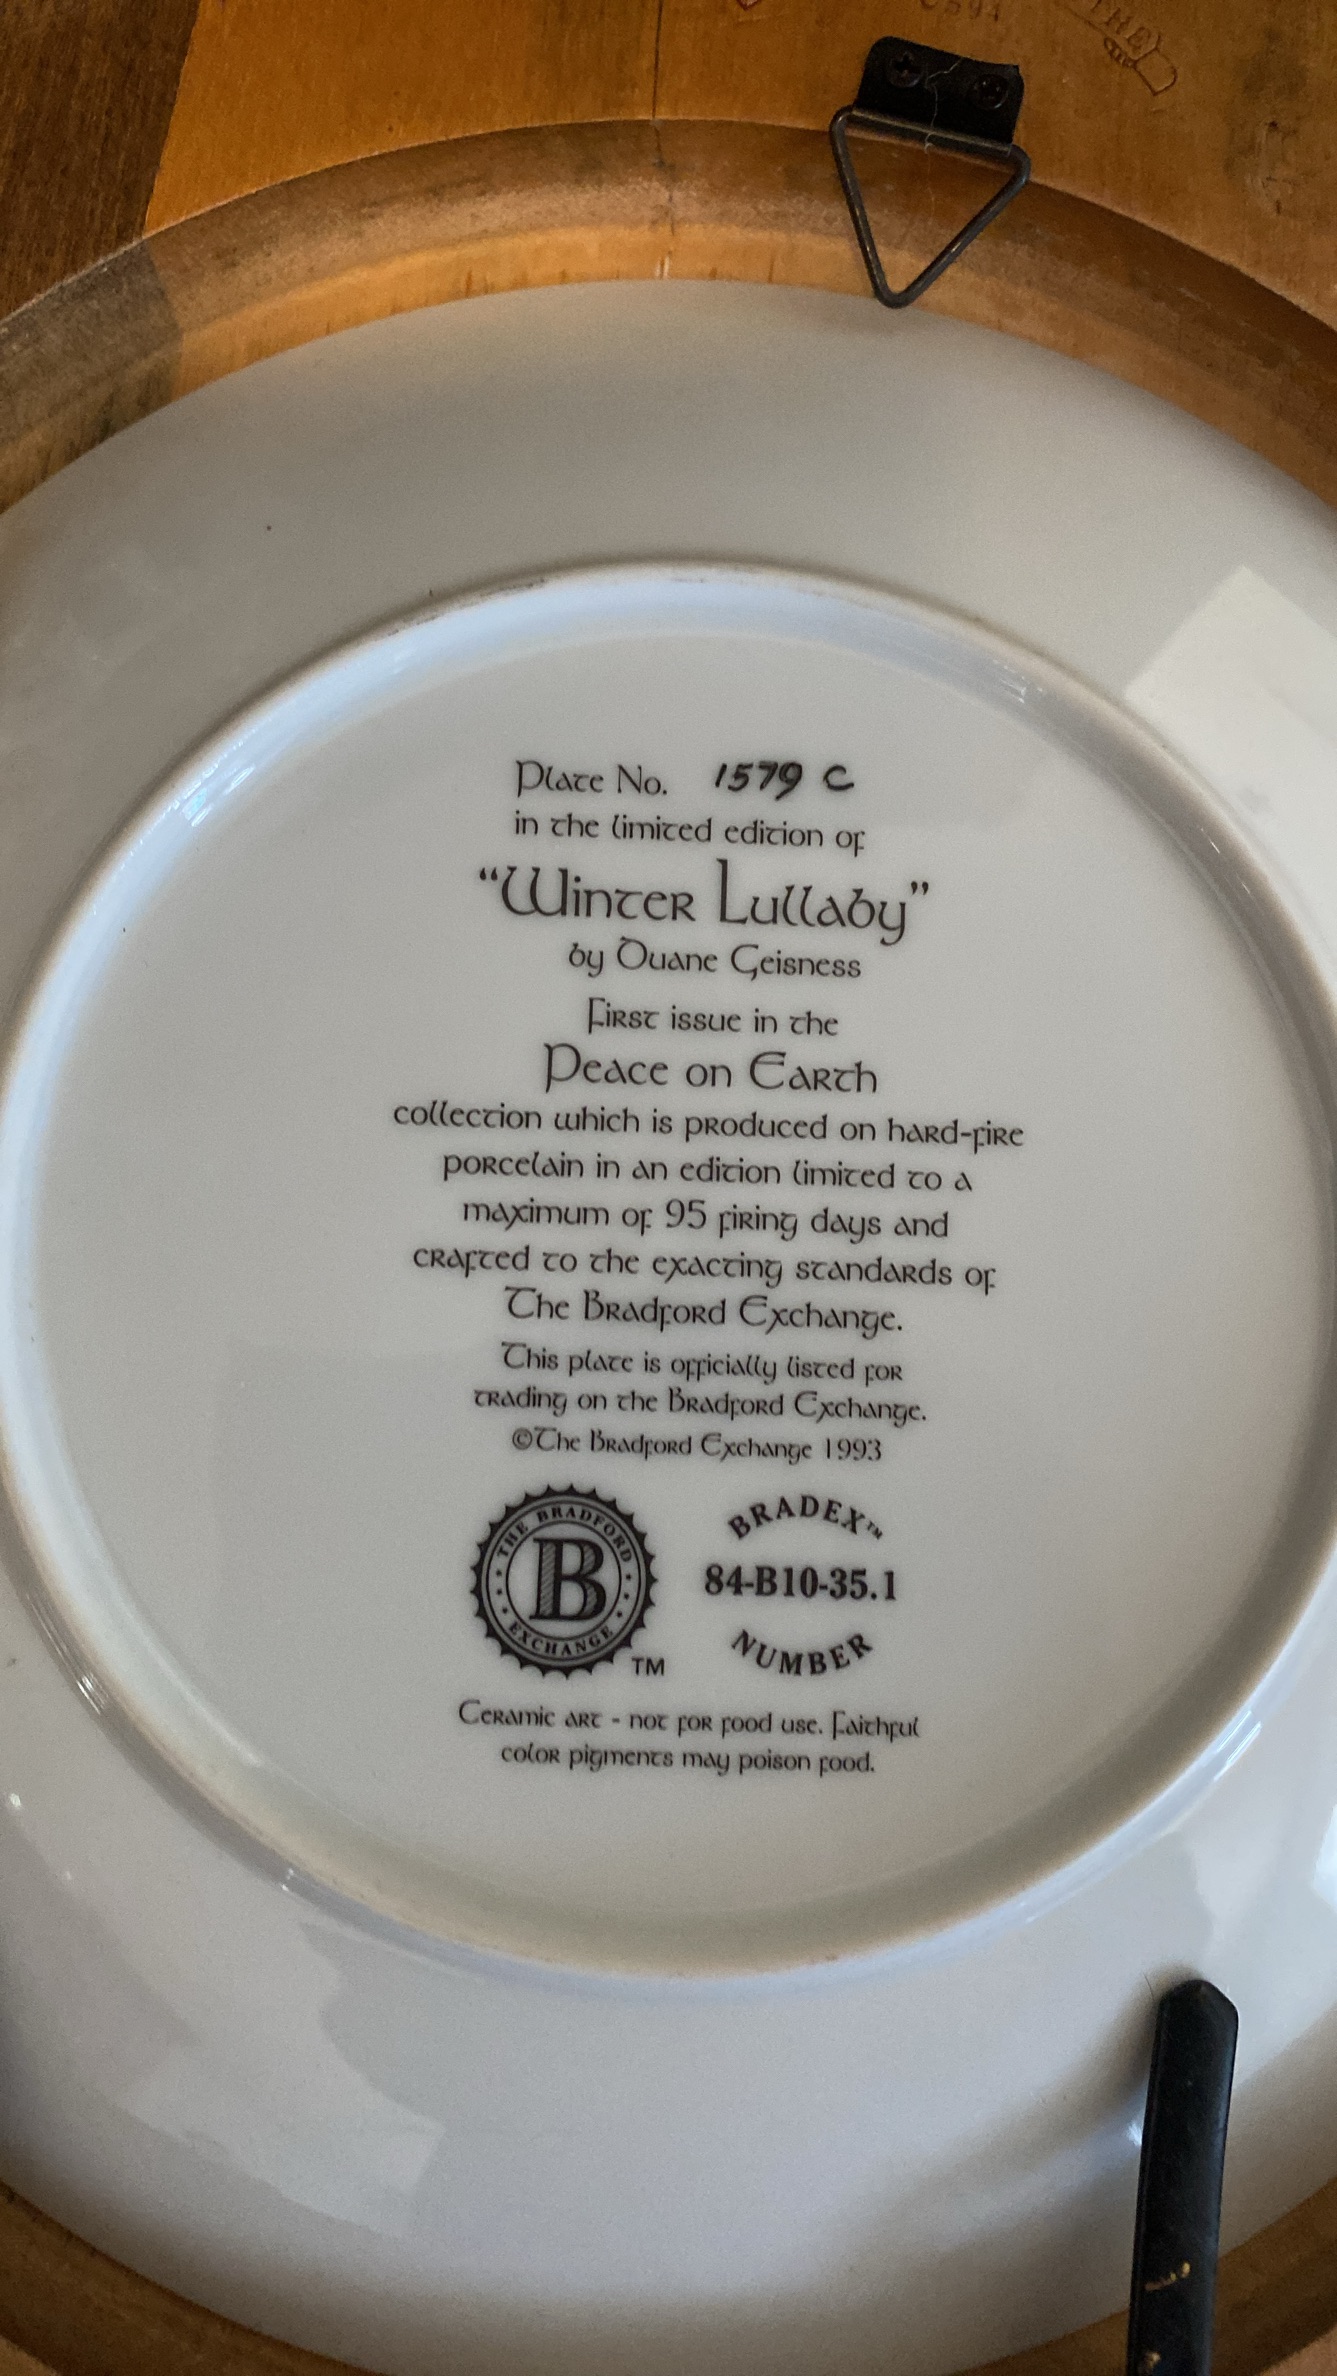 C594
THE
Plate No. 1579 C
in the limited edition of
“Winter Lullaby”
by Duane Geisness
First issue in the
Peace on Earth
collection which is produced on hard-fire
porcelain in an edition limited to a
maximum of 95 firing days and
crafted to the exacting standards of
The Bradford Exchange.
This plate is officially listed for
trading on the Bradford Exchange.
©The Bradford Exchange 1993
THE BRADFORD
B
EXCHANGE
TM
BRADEX™
84-B10-35.1
NUMBER
Ceramic art - not for food use. Faithful
color pigments may poison food.